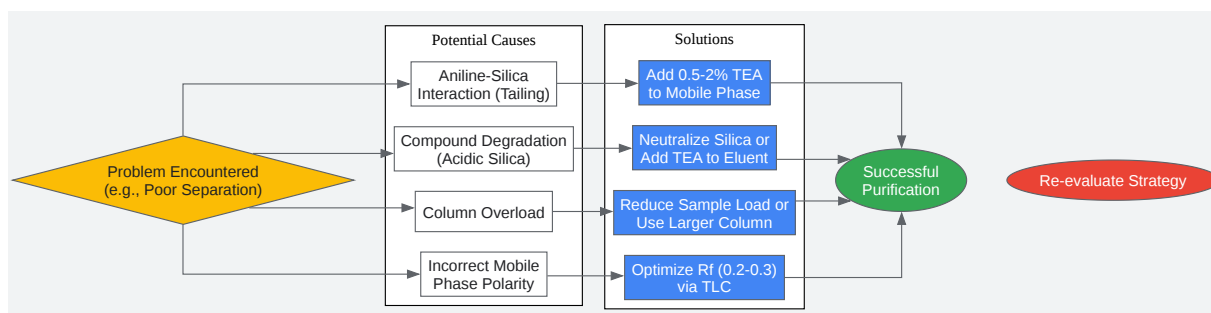 Potential Causes
Solutions
Aniline-Silica
Interaction (Tailing)
Add 0.5-2% TEA
to Mobile Phase
Problem Encountered
(e.g., Poor Separation)
Compound Degradation
(Acidic Silica)
Neutralize Silica or
Add TEA to Eluent
Successful
Purification
Re-evaluate Strategy
Column Overload
Reduce Sample Load or
Use Larger Column
Incorrect Mobile
Phase Polarity
Optimize Rf (0.2-0.3)
via TLC